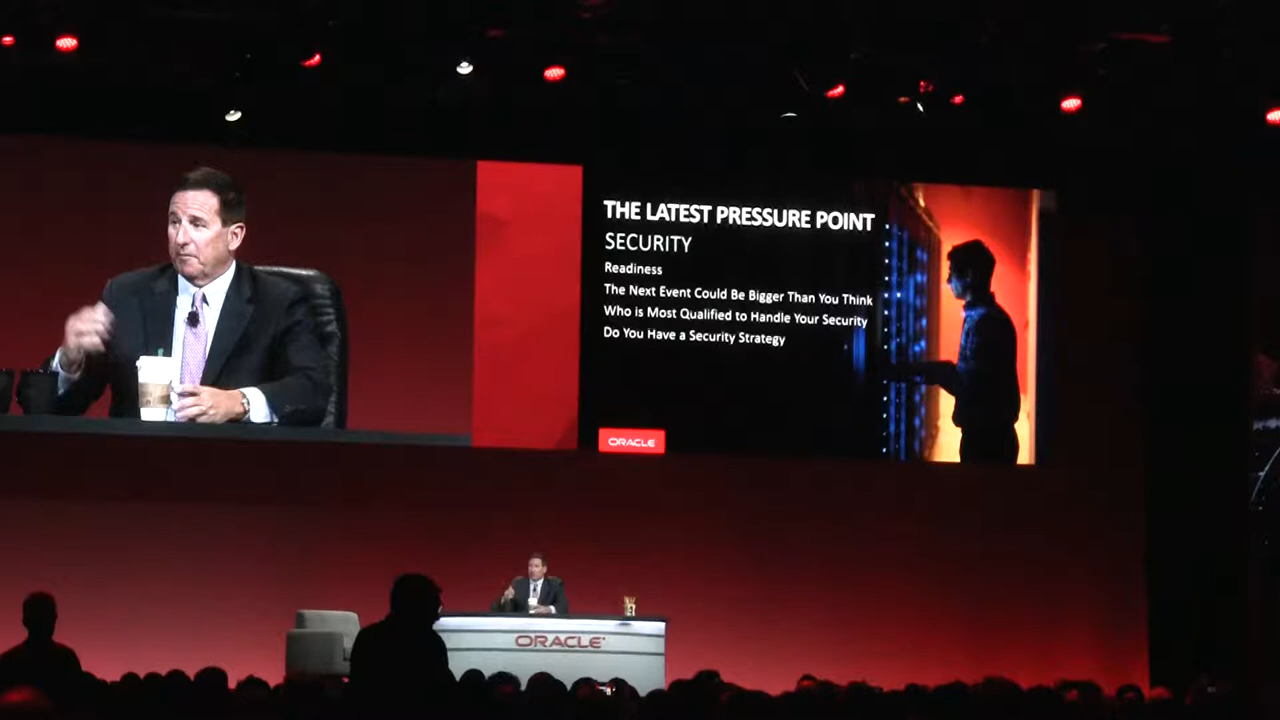 THE LATEST PRESSURE POINT
SECURITY
Readiness
The Next Event Could Be Bigger Than You Think
Who is Most Qualified to Handle Your Security
Do You Have a Security Strategy
ORACLE
ORACLE